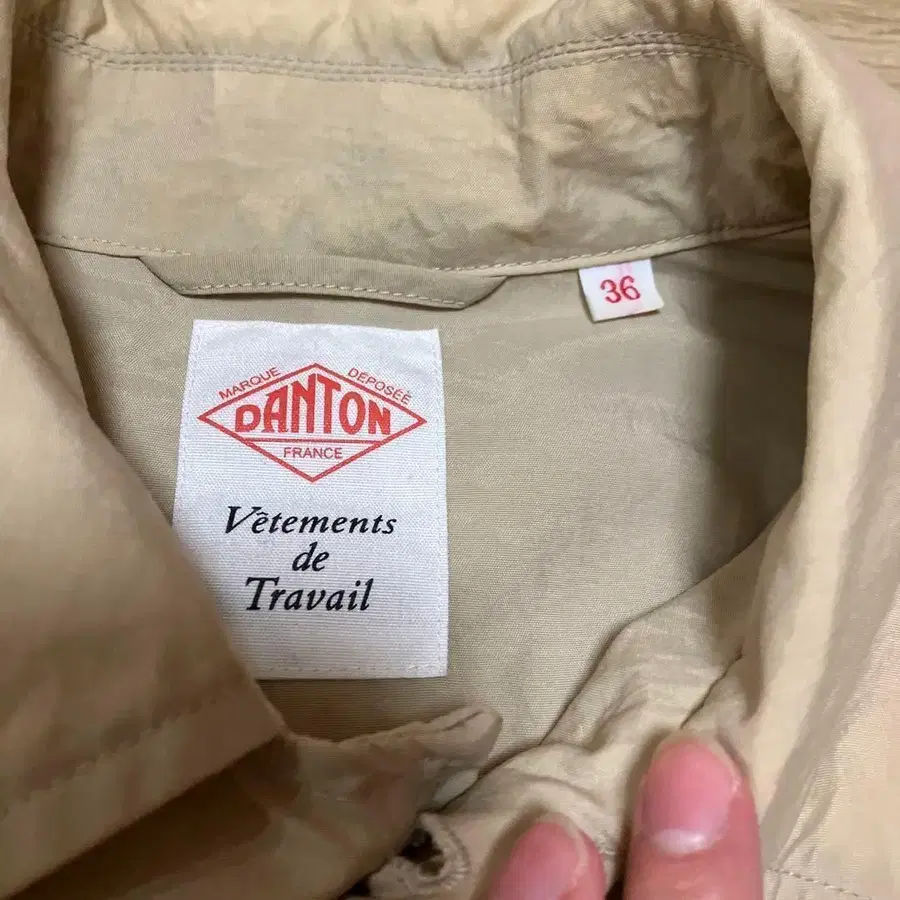 36
MARQUE DÉPOSÉE
DANTON
FRANCE
Vêtements
de
Travail